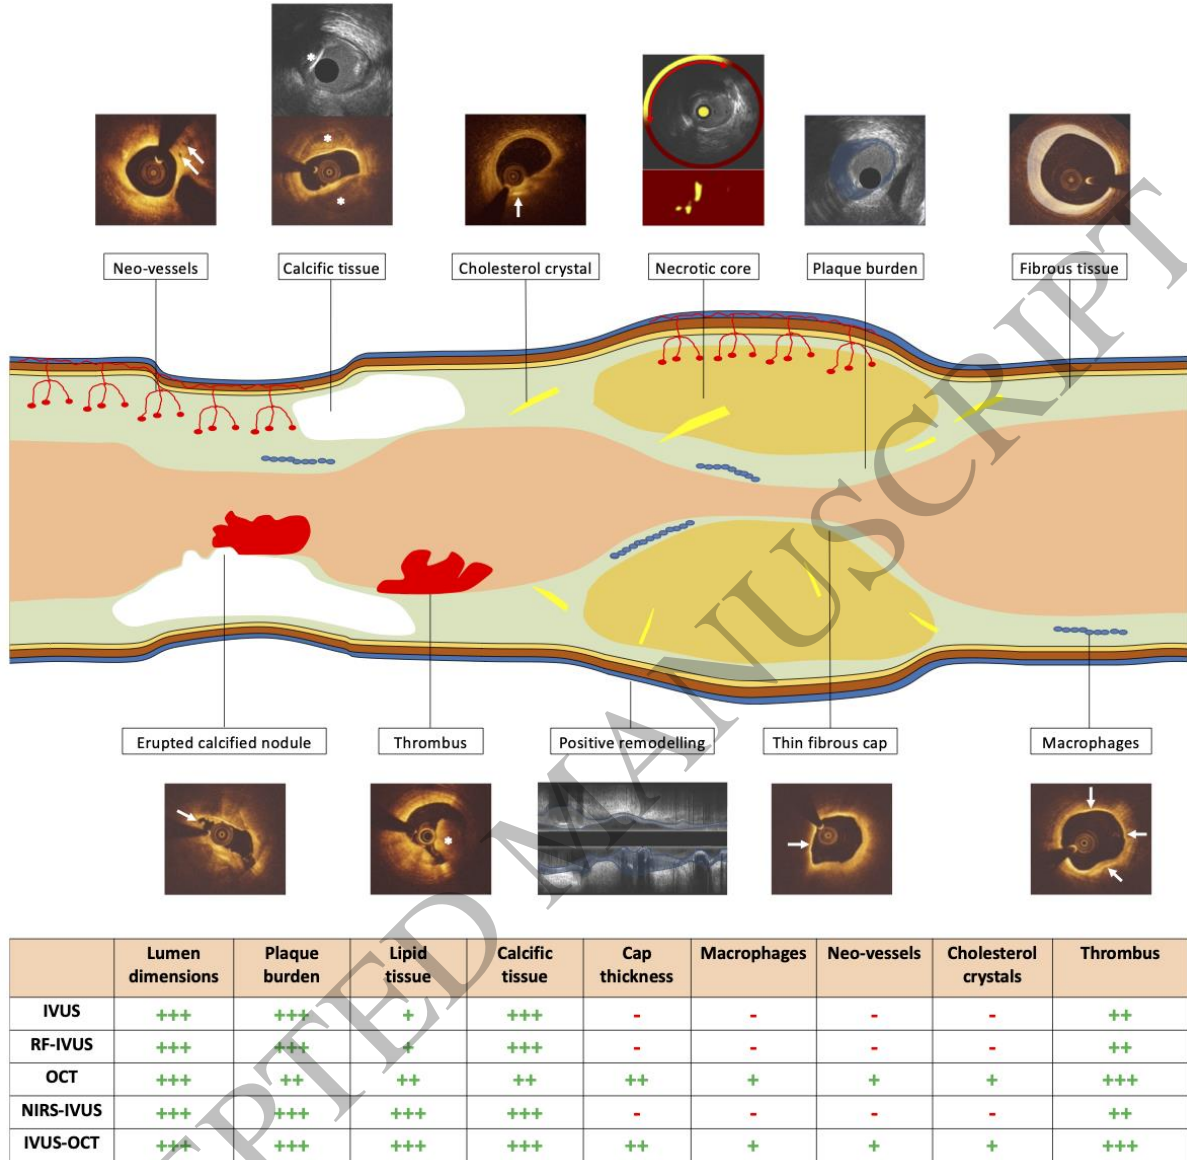 Neo-vessels
Calcific tissue
Cholesterol crystal
Necrotic core
Plaque burden
Fibrous tissue
Erupted calcified nodule
Thrombus
Positive remodelling
Thin fibrous cap
Macrophages
Lumen dimensions Plaque burden Lipid tissue Calcific tissue Cap thickness Macrophages Neo-vessels Cholesterol crystals Thrombus
IVUS +++ +++ + +++ - - - - ++
RF-IVUS +++ +++ + +++ - - - - ++
OCT +++ ++ ++ ++ ++ + + + +++
NIRS-IVUS +++ +++ +++ +++ - - - - ++
IVUS-OCT +++ +++ +++ +++ ++ + + + +++
PTED MANUSCRIPT